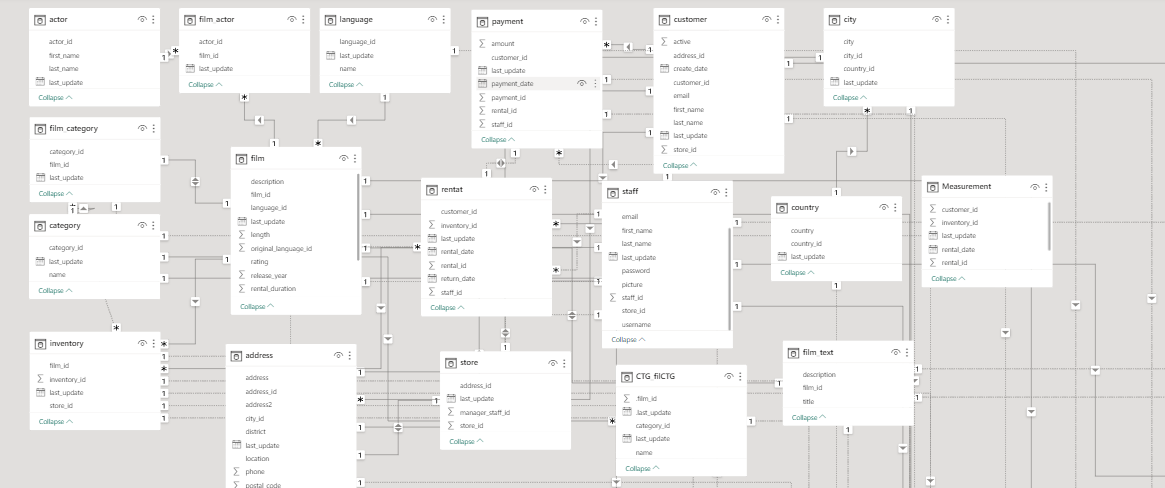 actor
actor_id
first_name
last_name
last_update
Collapse
film_actor
actor_id
film_id
last_update
Collapse
language
language_id
last_update
name
Collapse
payment
amount
customer_id
last_update
payment_date
payment_id
rental_id
staff_id
Collapse
customer
active
address_id
create_date
customer_id
email
first_name
last_name
last_update
store_id
Collapse
city
city
city_id
country_id
last_update
Collapse
film_category
category_id
film_id
last_update
Collapse
film
description
film_id
language_id
last_update
length
original_language_id
rating
release_year
rental_duration
Collapse
rentat
customer_id
inventory_id
last_update
rental_date
rental_id
return_date
staff_id
Collapse
staff
email
first_name
last_name
last_update
password
picture
staff_id
store_id
username
Collapse
country
country
country_id
last_update
Collapse
Measurement
customer_id
inventory_id
last_update
rental_date
rental_id
Collapse
category
category_id
last_update
name
Collapse
inventory
film_id
inventory_id
last_update
store_id
Collapse
address
address
address_id
address2
city_id
district
last_update
location
phone
postal_code
store
address_id
last_update
manager_staff_id
store_id
Collapse
CTG_filCTG
.film_id
.last_update
category_id
last_update
name
Collapse
film_text
description
film_id
title
Collapse